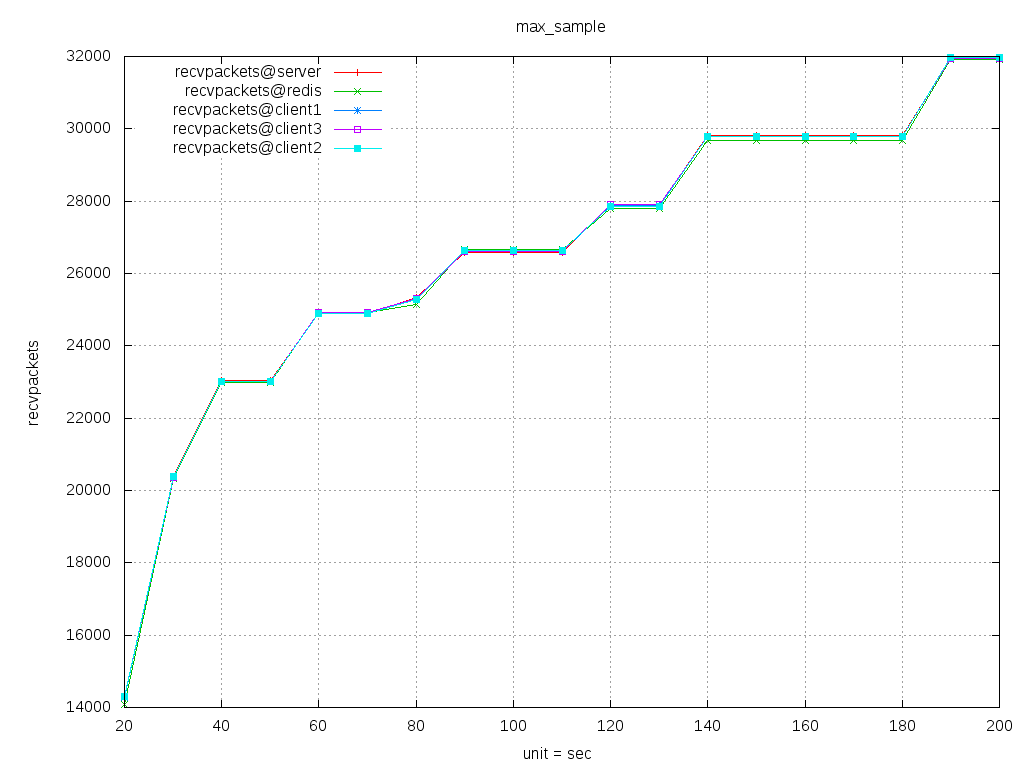 max_sample
recvpackets@server
recvpackets@redis
recvpackets@client1
recvpackets@client3
recvpackets@client2
32000
30000
28000
26000
24000
22000
20000
18000
16000
14000
recvpackets
20 40 60 80 100 120 140 160 180 200
unit = sec